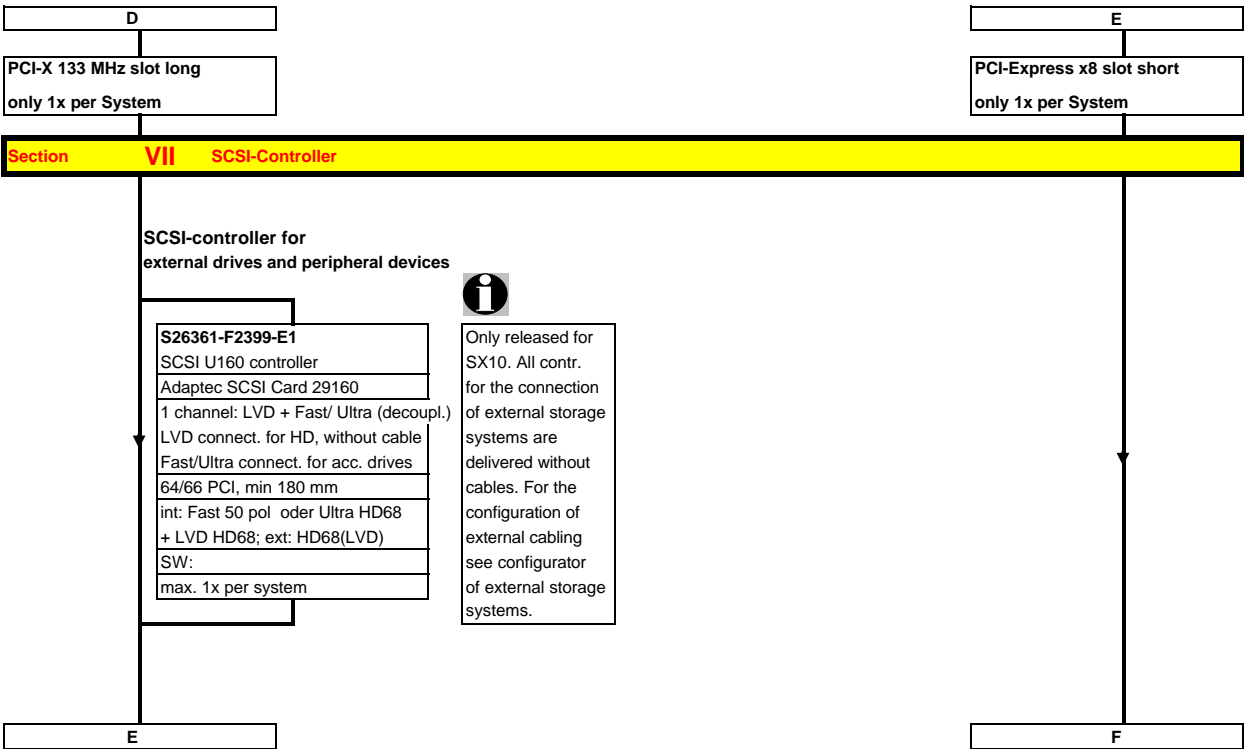 D
E
PCI-X 133 MHz slot long
only 1x per System
PCI-Express x8 slot short
only 1x per System
Section VII SCSI-Controller
SCSI-controller for
external drives and peripheral devices
S26361-F2399-E1
SCSI U160 controller
Adaptec SCSI Card 29160
1 channel: LVD + Fast/ Ultra (decoupl.)
LVD connect. for HD, without cable
Fast/Ultra connect. for acc. drives
64/66 PCI, min 180 mm
int: Fast 50 pol oder Ultra HD68
+ LVD HD68; ext: HD68(LVD)
SW:
max. 1x per system
Only released for
SX10. All contr.
for the connection
of external storage
systems are
delivered without
cables. For the
configuration of
external cabling
see configurator
of external storage
systems.
E
F